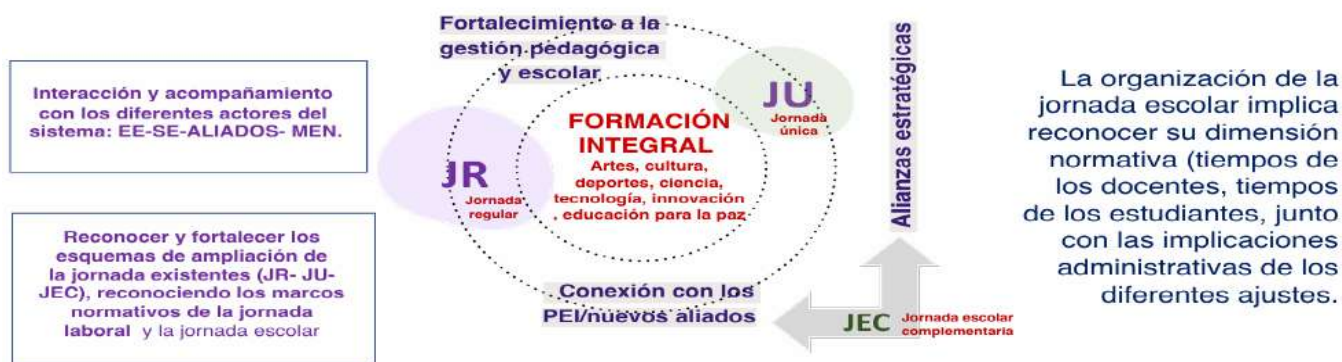 Interacción y acompañamiento
con los diferentes actores del
sistema: EE-SE-ALIADOS- MEN.
Reconocer y fortalecer los
esquemas de ampliación de
la jornada existentes (JR- JU-
JEC), reconociendo los marcos
normativos de la jornada
laboral y la jornada escolar
Fortalecimiento a la
gestión pedagógica
y escolar
JU
Jornada
única
JR
Jornada
regular
FORMACIÓN
INTEGRAL
Artes, cultura,
deportes, ciencia,
tecnología, innovación
, educación para la paz
Conexión con los
PEI/nuevos aliados
Alianzas estratégicas
JEC Jornada escolar
complementaria
La organización de la
jornada escolar implica
reconocer su dimensión
normativa (tiempos de
los docentes, tiempos
de los estudiantes, junto
con las implicaciones
administrativas de los
diferentes ajustes.